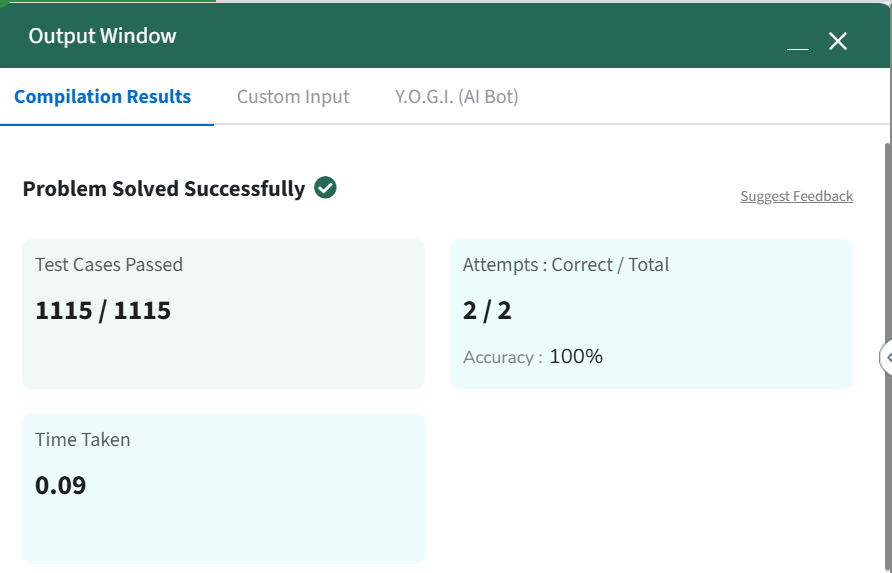 Output Window
Compilation Results
Custom Input
Y.O.G.I. (AI Bot)
Problem Solved Successfully
Suggest Feedback
Test Cases Passed
1115 / 1115
Attempts : Correct / Total
2 / 2
Accuracy : 100%
Time Taken
0.09